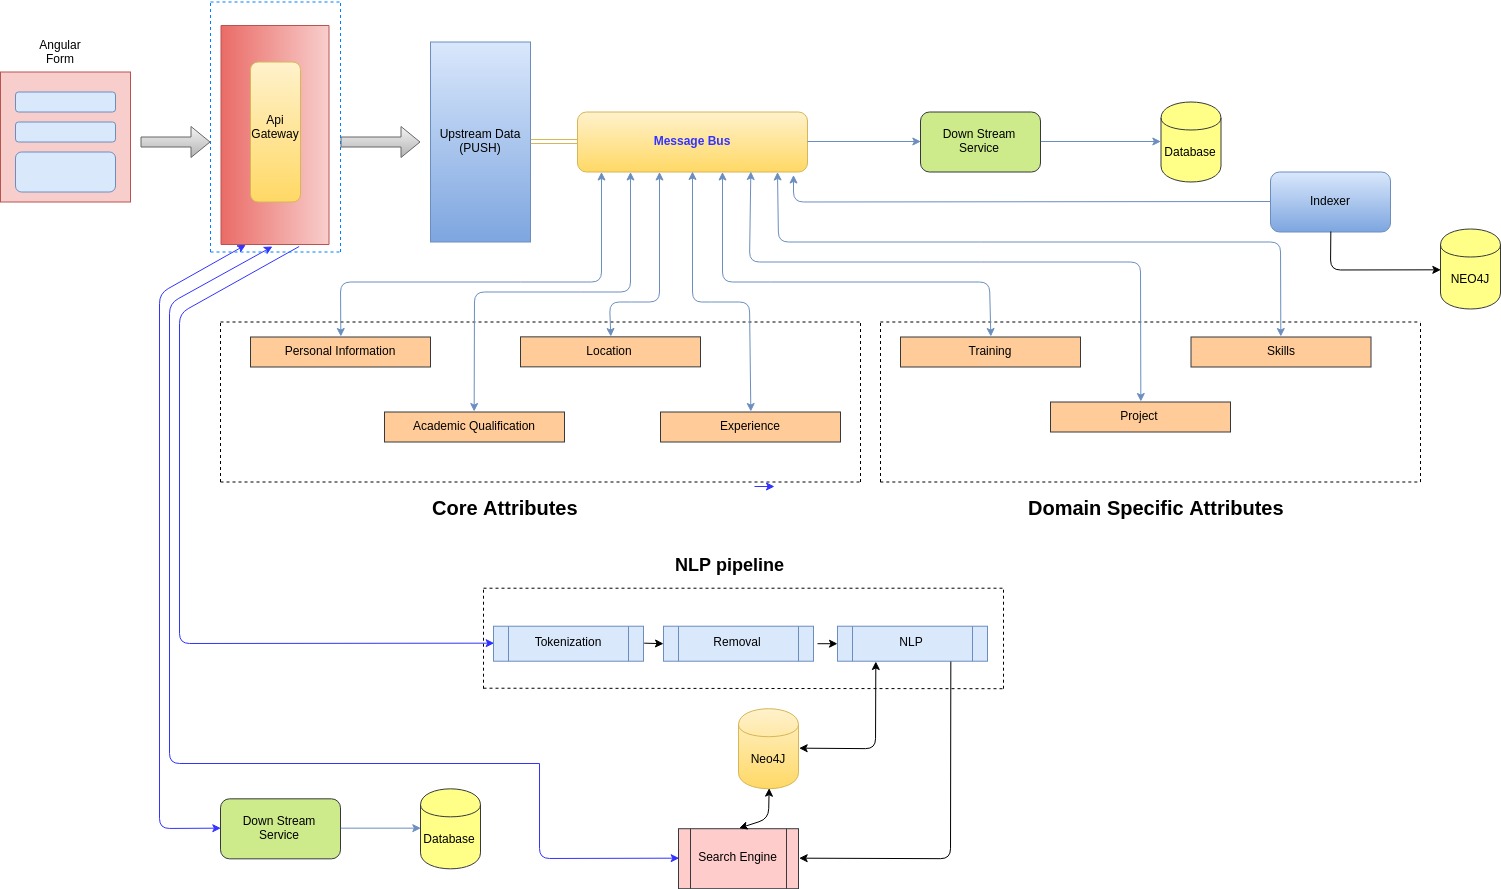 Angular
Form
Api
Gateway
Upstream Data
(PUSH)
Message Bus
Down Stream
Service
Database
Indexer
NEO4J
Personal Information
Location
Training
Skills
Academic Qualification
Experience
Project
Core Attributes
Domain Specific Attributes
NLP pipeline
Tokenization
Removal
NLP
Neo4J
Down Stream
Service
Database
Search Engine